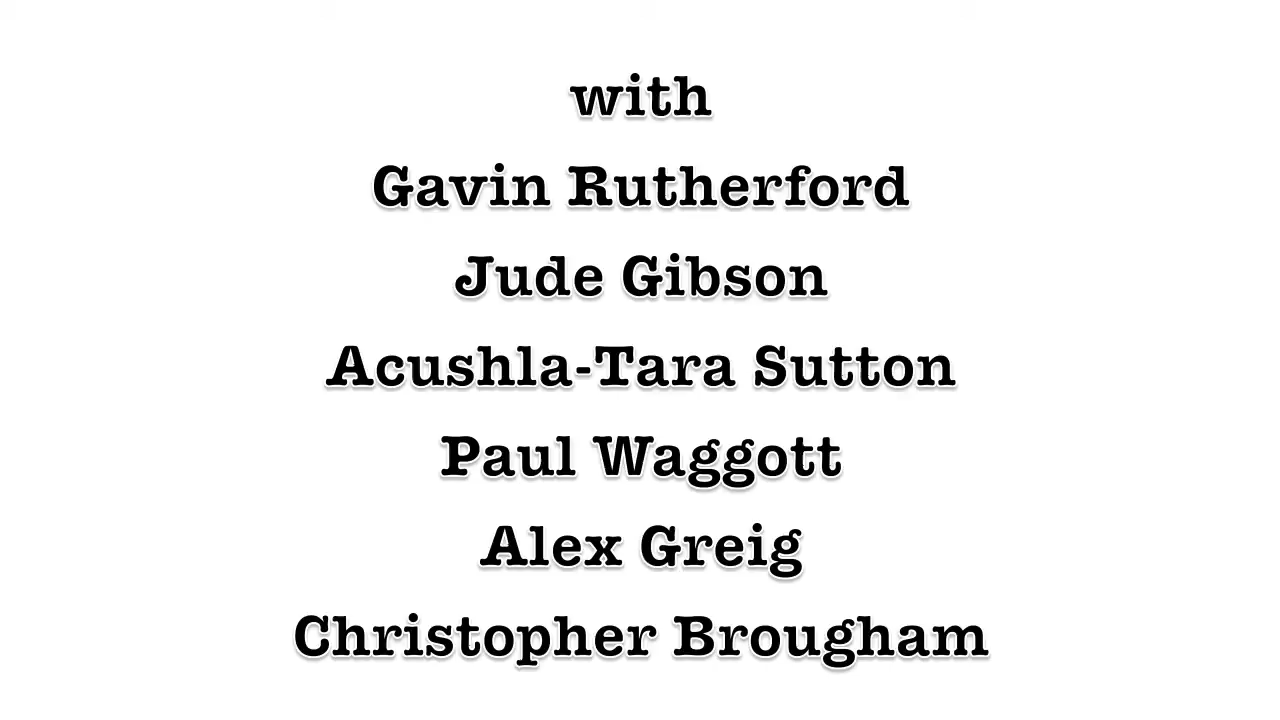 with
Gavin Rutherford
Jude Gibson
Acushla-Tara Sutton
Paul Waggott
Alex Greig
Christopher Brougham